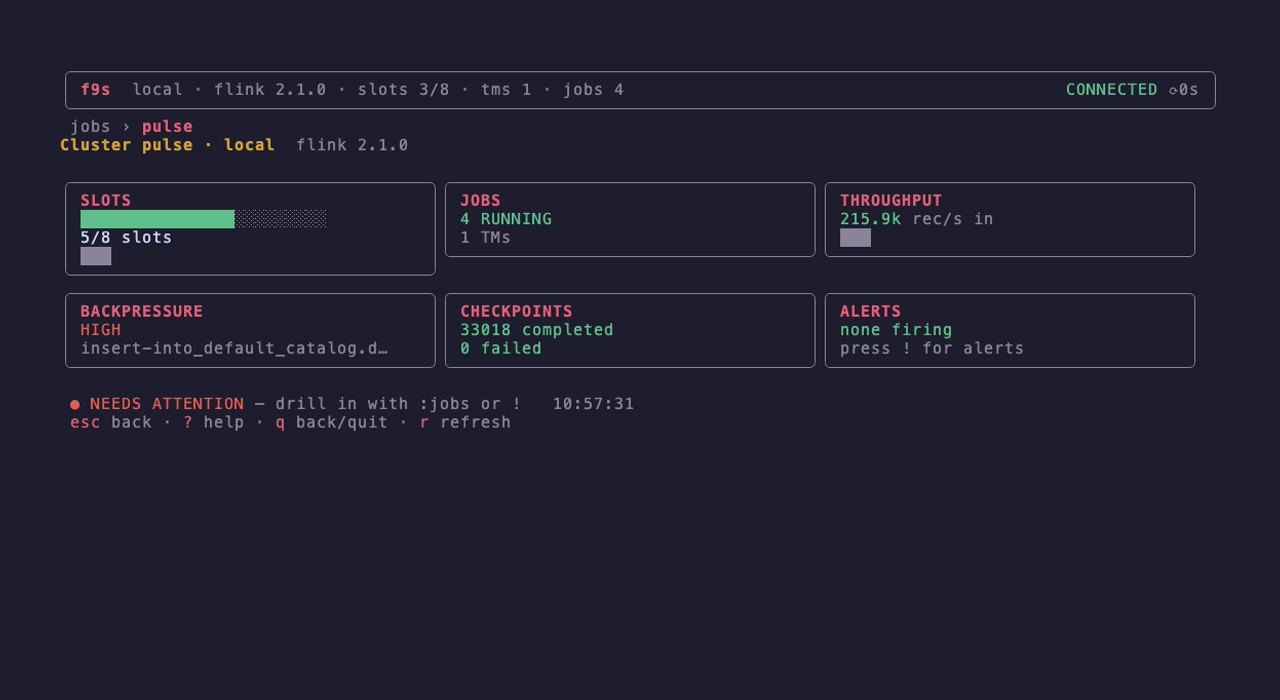 f9s local · flink 2.1.0 · slots 3/8 · tms 1 · jobs 4 CONNECTED ⟳0s
jobs › pulse
Cluster pulse · local flink 2.1.0
SLOTS
5/8 slots
JOBS
4 RUNNING
1 TMs
THROUGHPUT
215.9k rec/s in
BACKPRESSURE
HIGH
insert-into_default_catalog.d…
CHECKPOINTS
33018 completed
0 failed
ALERTS
none firing
press ! for alerts
● NEEDS ATTENTION — drill in with :jobs or ! 10:57:31
esc back · ? help · q back/quit · r refresh